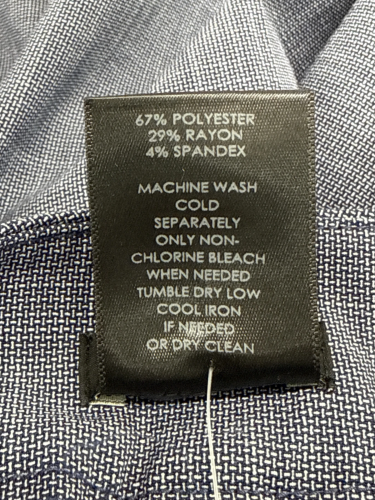 67% POLYESTER
29% RAYON
4% SPANDEX
MACHINE WASH
COLD
SEPARATELY
ONLY NON-
CHLORINE BLEACH
WHEN NEEDED
TUMBLE DRY LOW
COOL IRON
IF NEEDED
OR DRY CLEAN